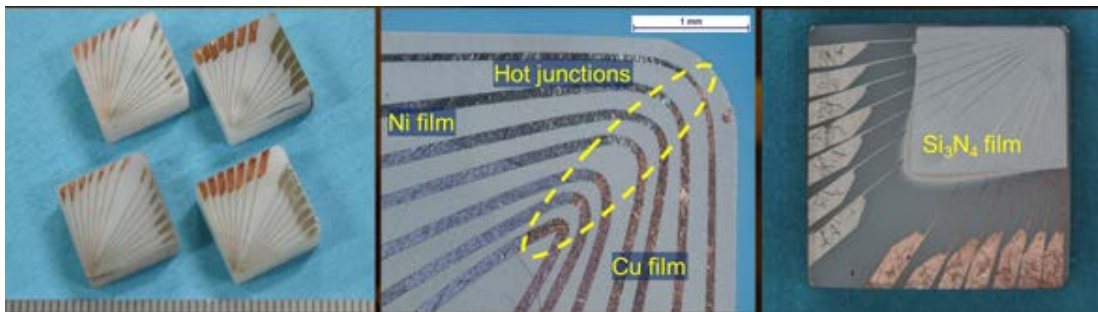 1 mm
Hot junctions
Ni film
Cu film
Si₃N₄ film